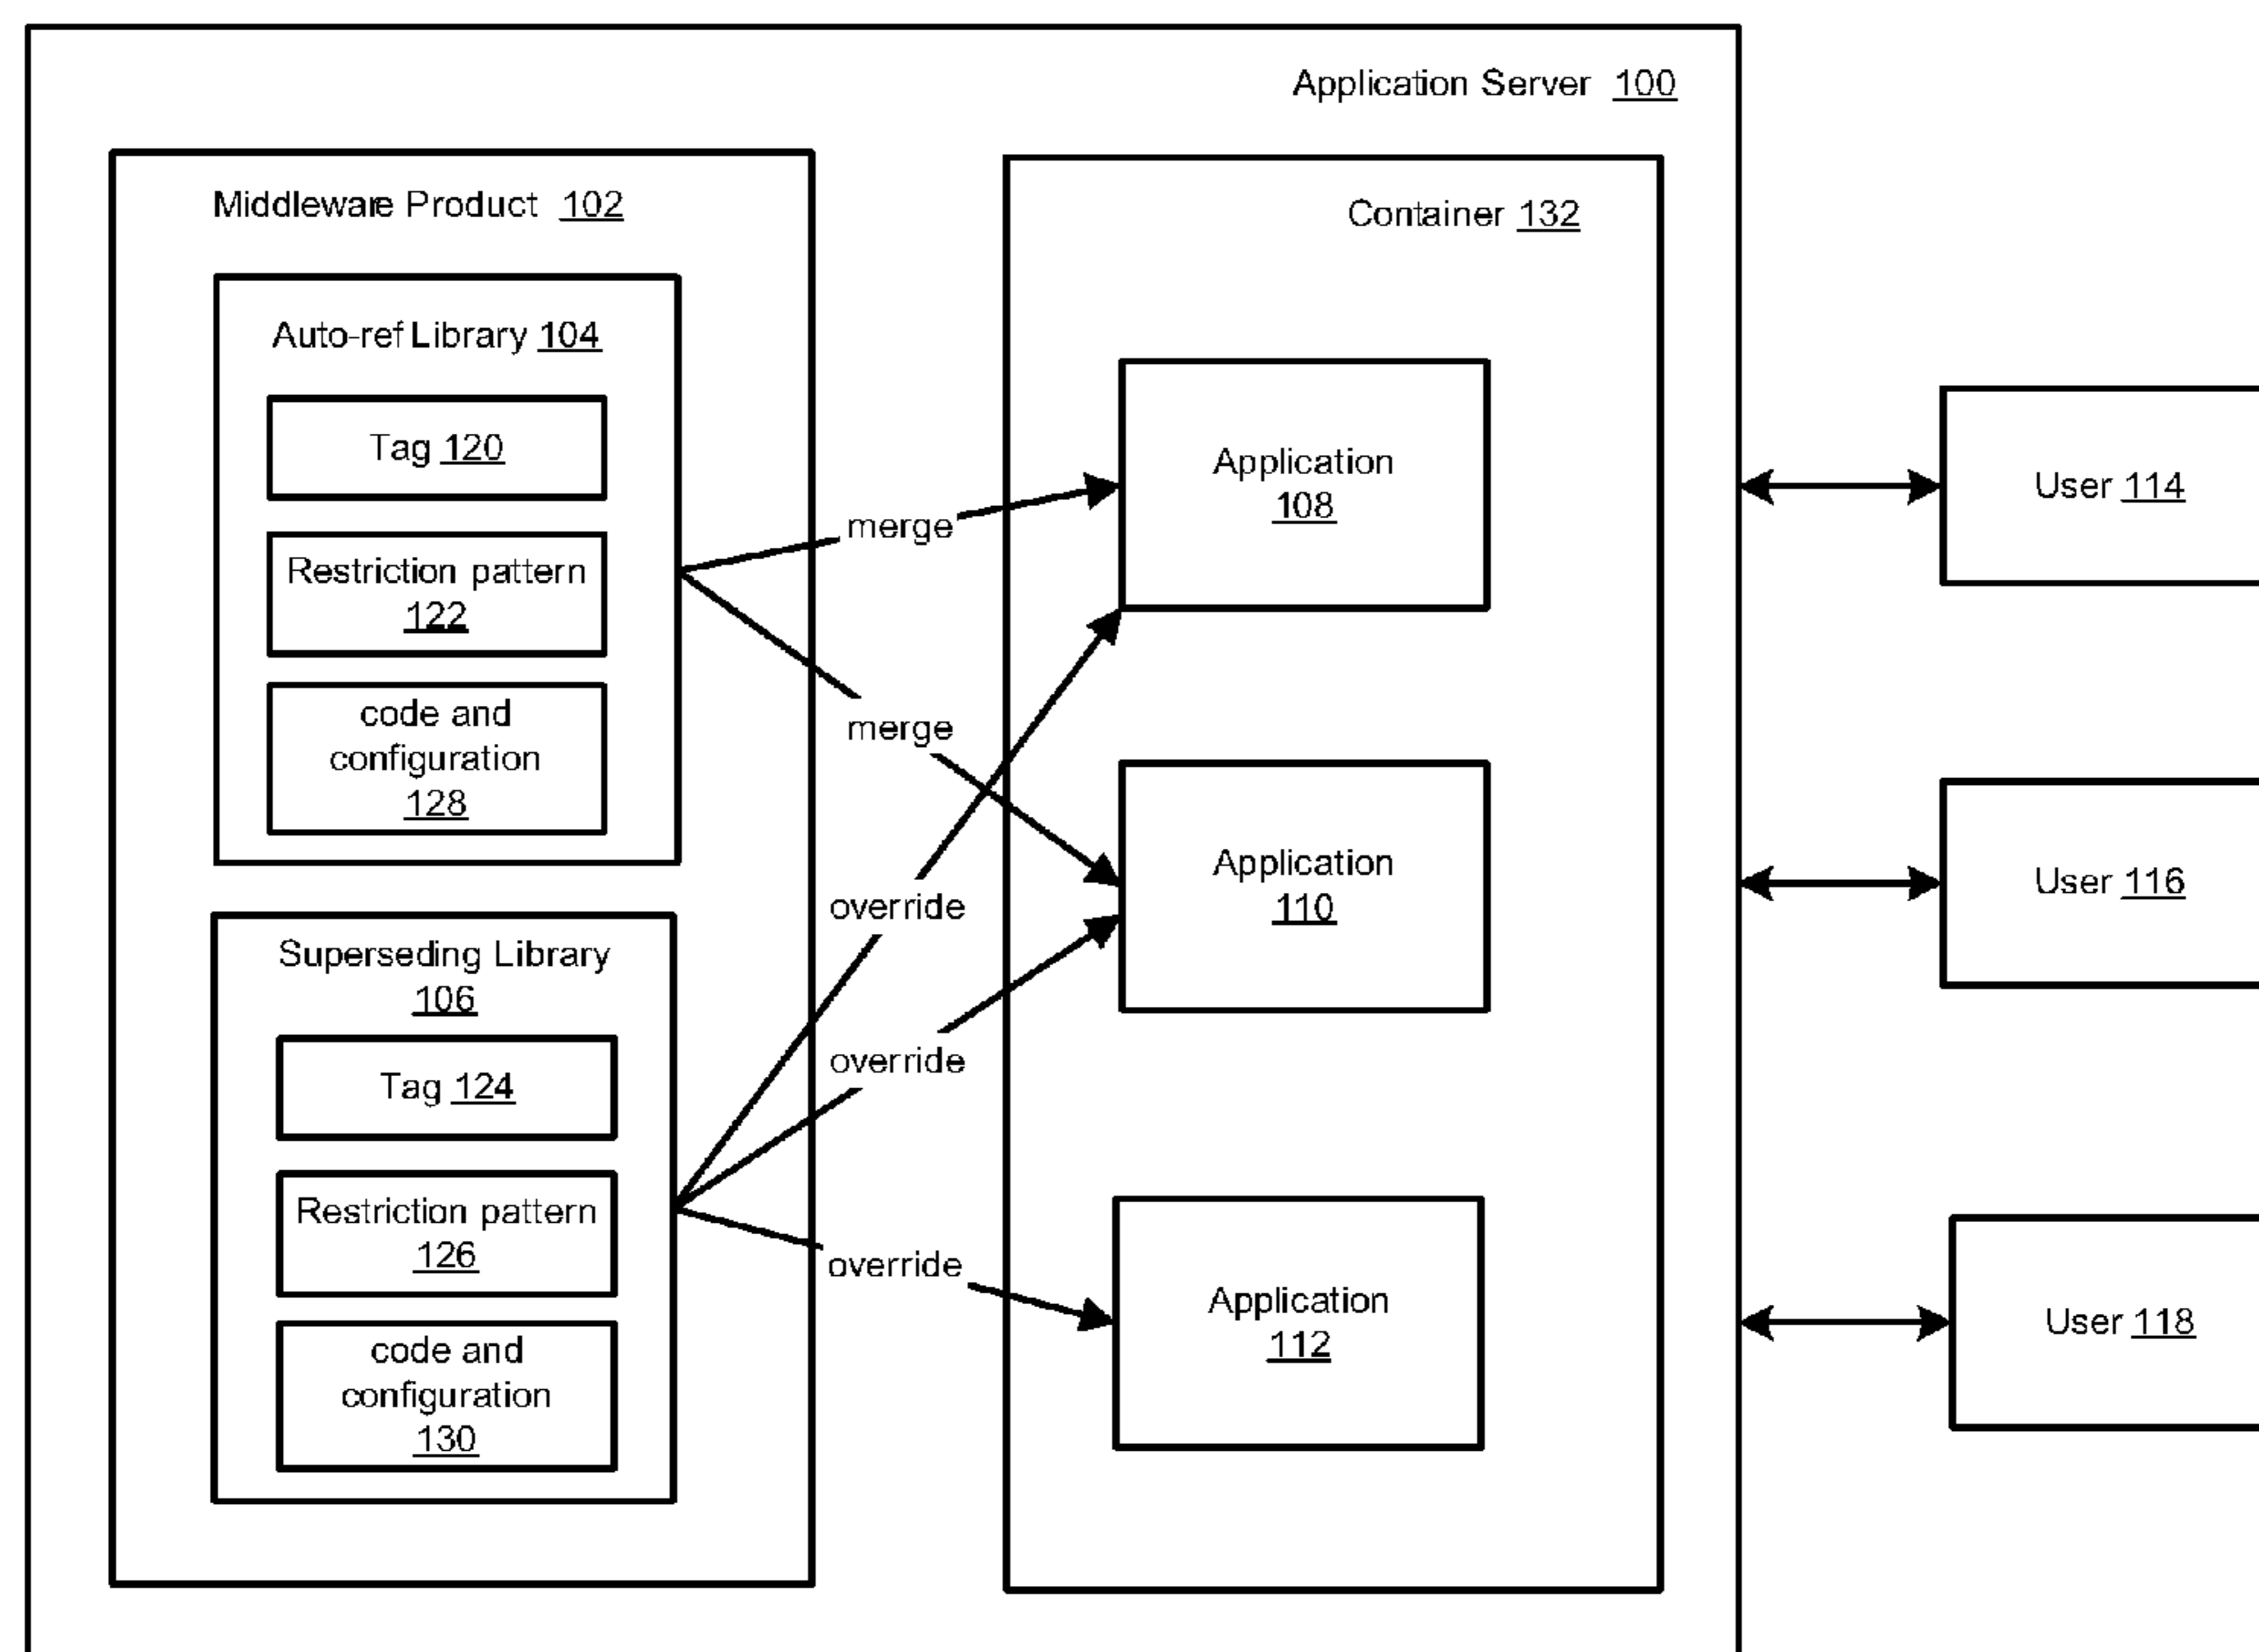 Application Server 100
Middleware Product 102
Container 132
Auto-ref Library 104
Tag 120
Restriction pattern
122
code and
configuration
128
Superseding Library
106
Tag 124
Restriction pattern
126
code and
configuration
130
merge
merge
override
override
override
Application
108
Application
110
Application
112
User 114
User 116
User 118